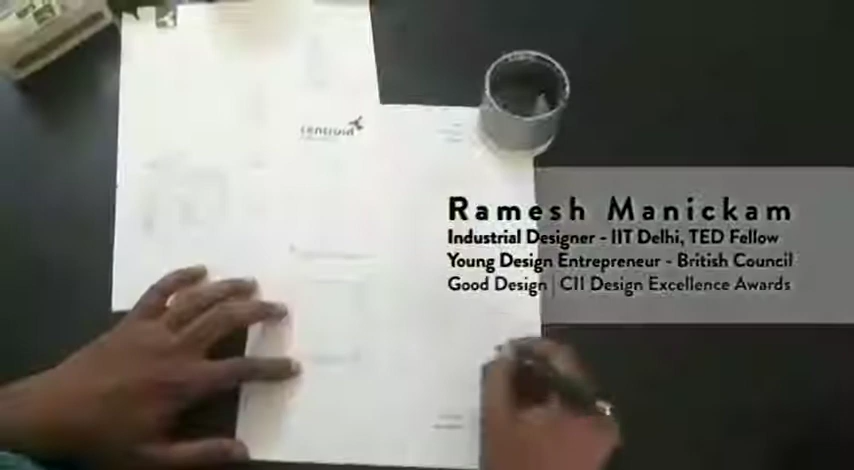 centroid
Ramesh Manickam
Industrial Designer - IIT Delhi, TED Fellow
Young Design Entrepreneur - British Council
Good Design | CII Design Excellence Awards